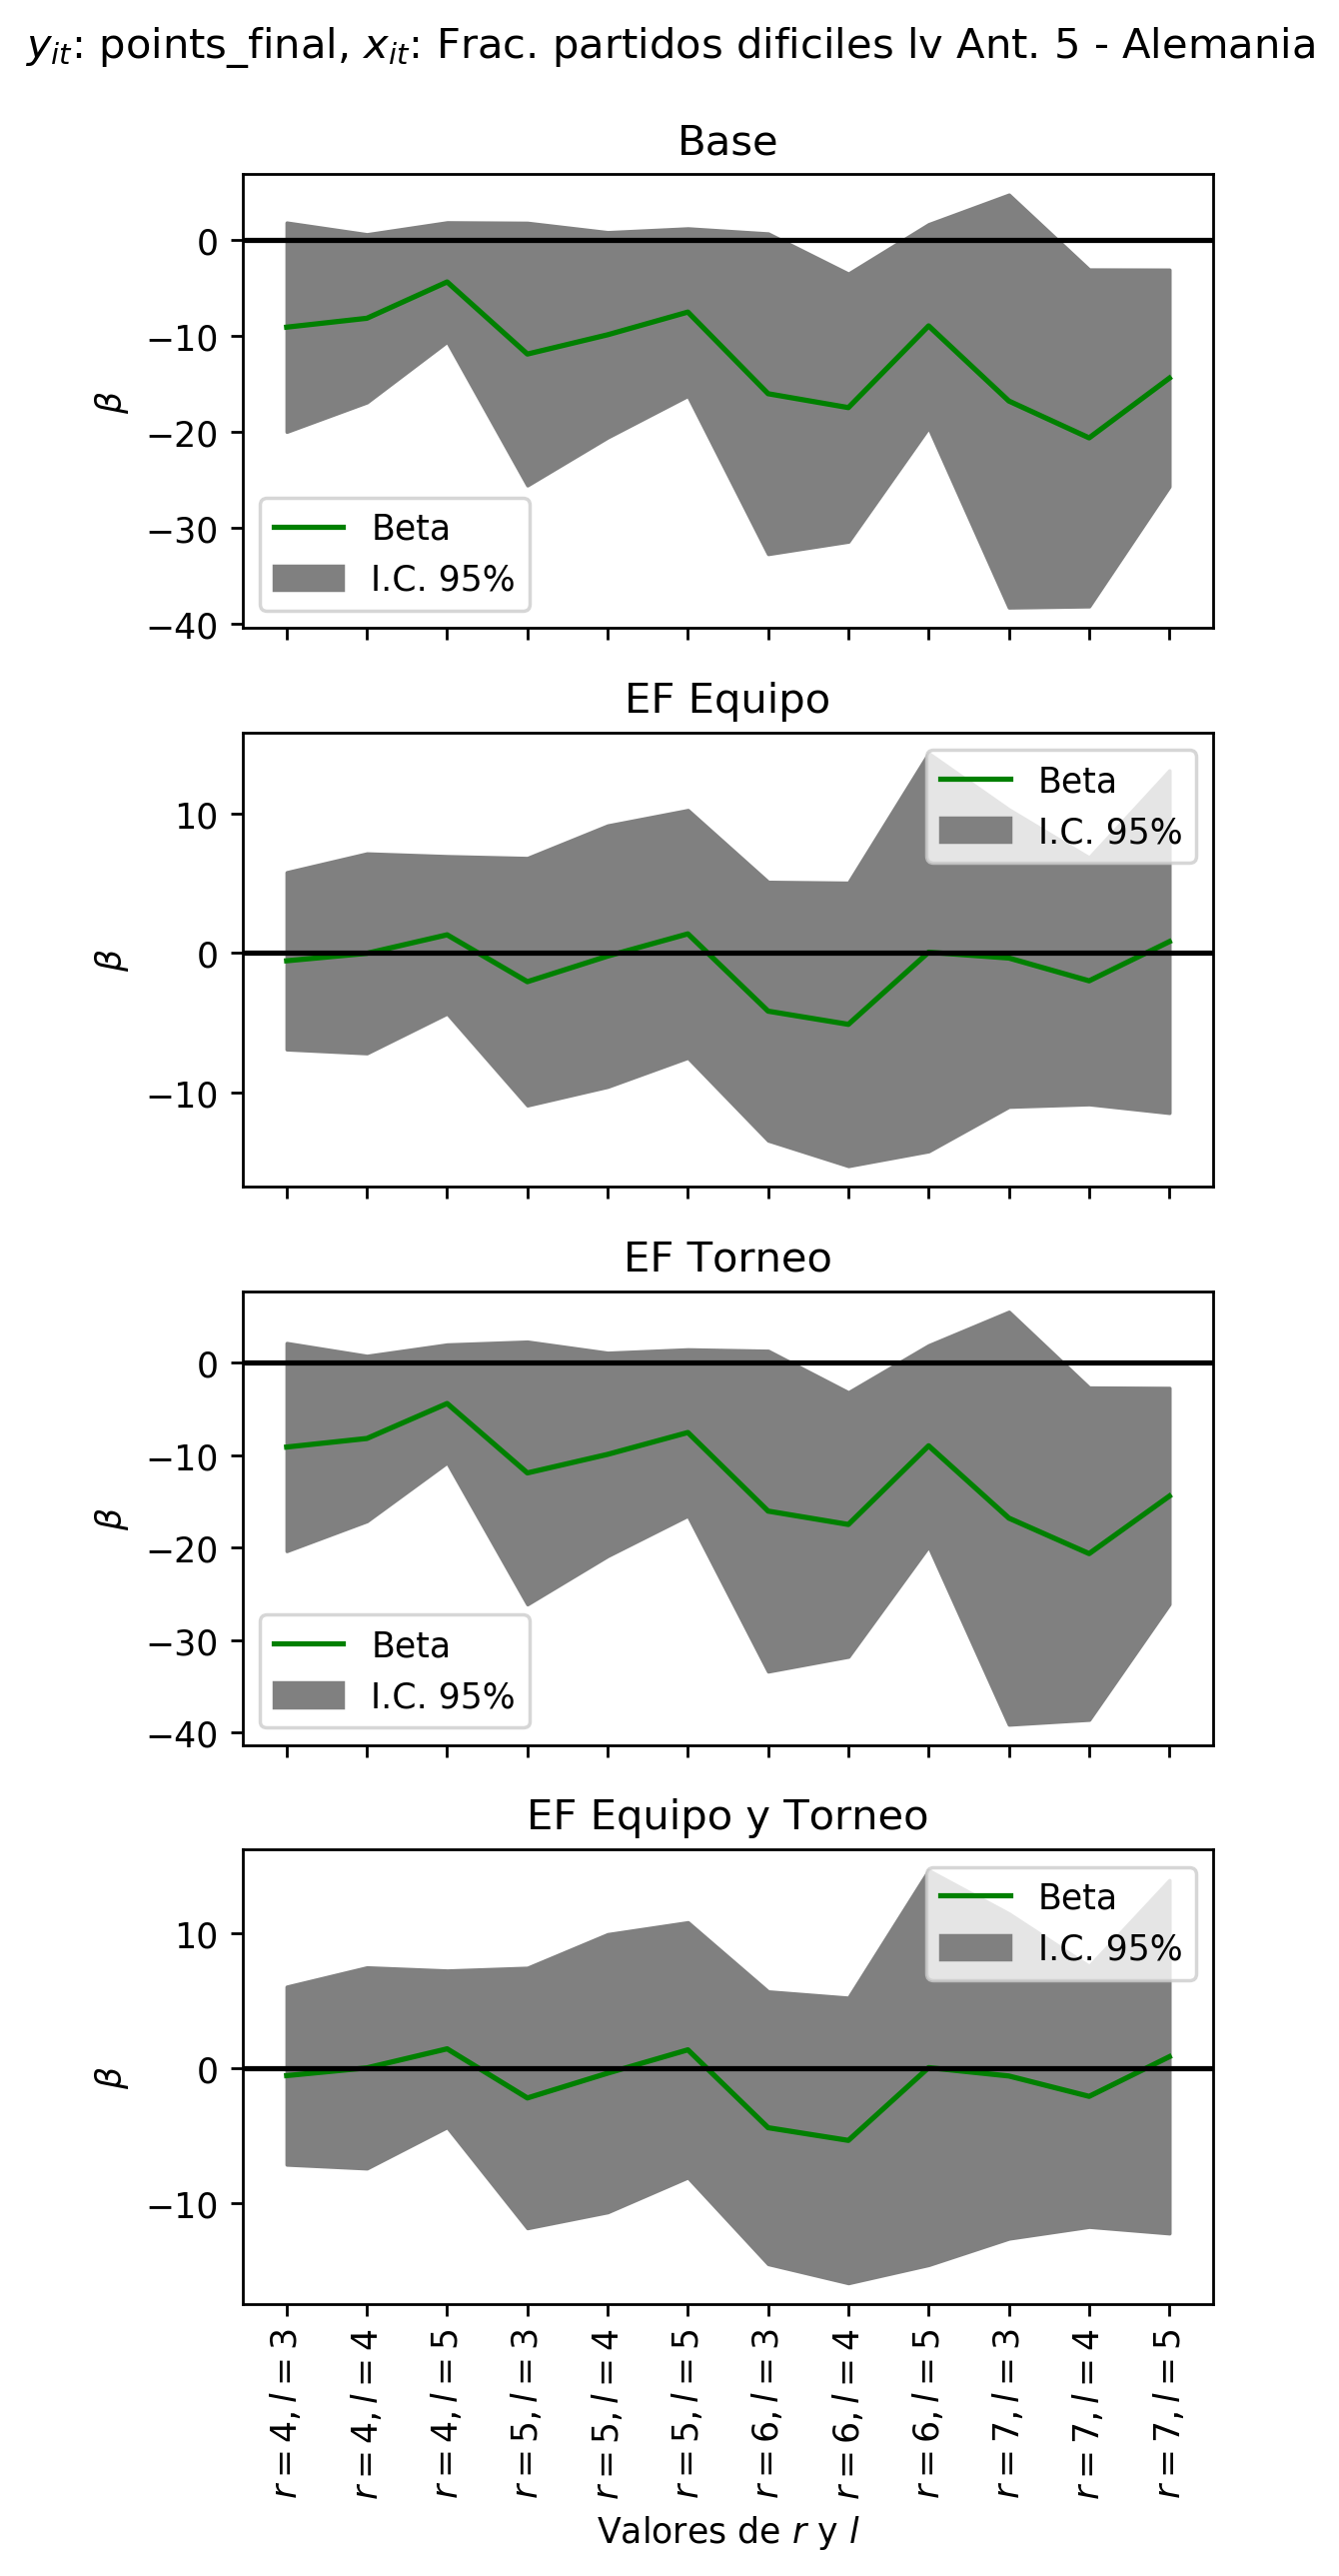 y_it: points_final, x_it: Frac. partidos dificiles lv Ant. 5 - Alemania
Base
0
−10
−20
−30
−40
β
Beta
I.C. 95%
EF Equipo
10
0
−10
β
Beta
I.C. 95%
EF Torneo
0
−10
−20
−30
−40
β
Beta
I.C. 95%
EF Equipo y Torneo
10
0
−10
β
Beta
I.C. 95%
r = 4, l = 3
r = 4, l = 4
r = 4, l = 5
r = 5, l = 3
r = 5, l = 4
r = 5, l = 5
r = 6, l = 3
r = 6, l = 4
r = 6, l = 5
r = 7, l = 3
r = 7, l = 4
r = 7, l = 5
Valores de r y l